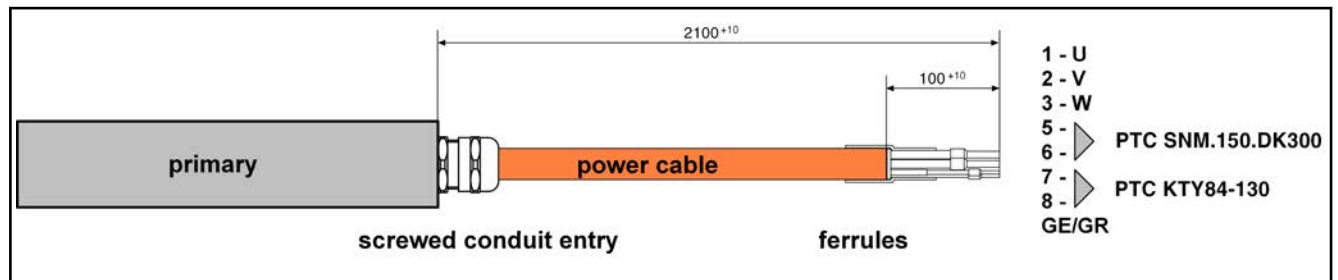 2100+10
100+10
1 - U
2 - V
3 - W
5 -
6 -
PTC SNM.150.DK300
7 -
8 -
PTC KTY84-130
GE/GR
primary
power cable
screwed conduit entry
ferrules